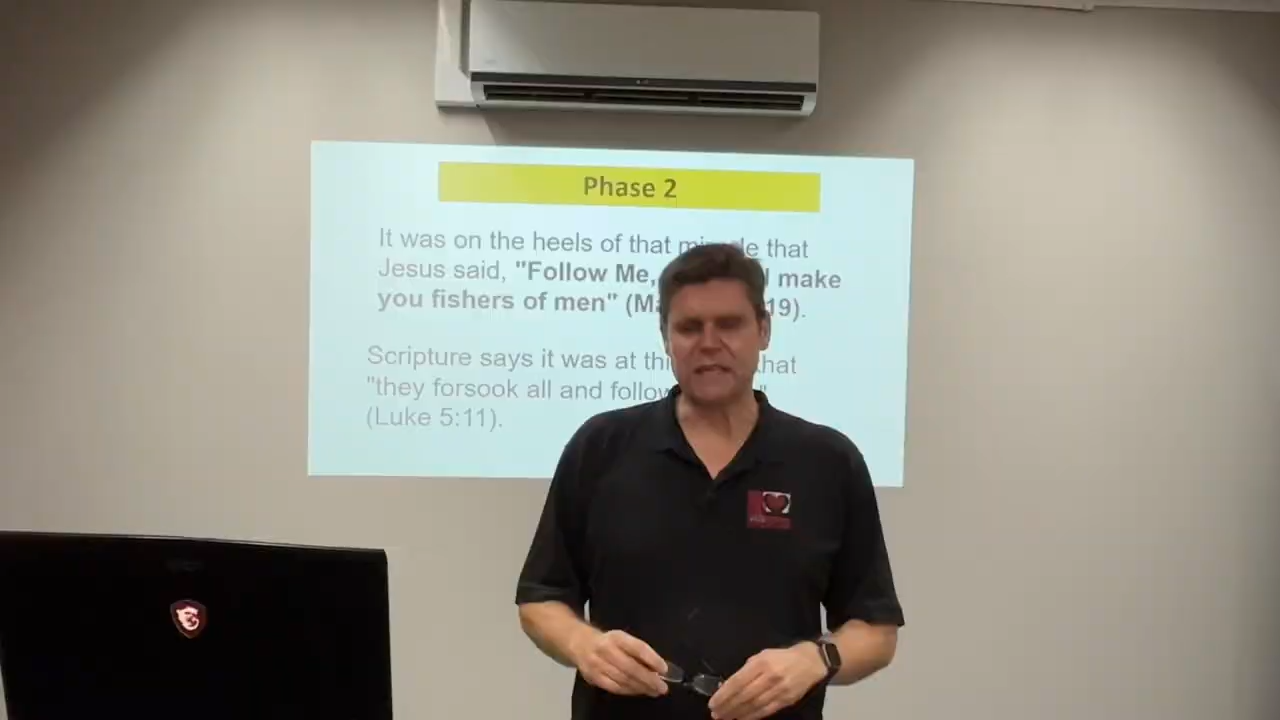 Phase 2
It was on the heels of that that
Jesus said, "Follow Me, make
you fishers of men" ( 19).
Scripture says it was at that
"they forsook all and "
(Luke 5:11).